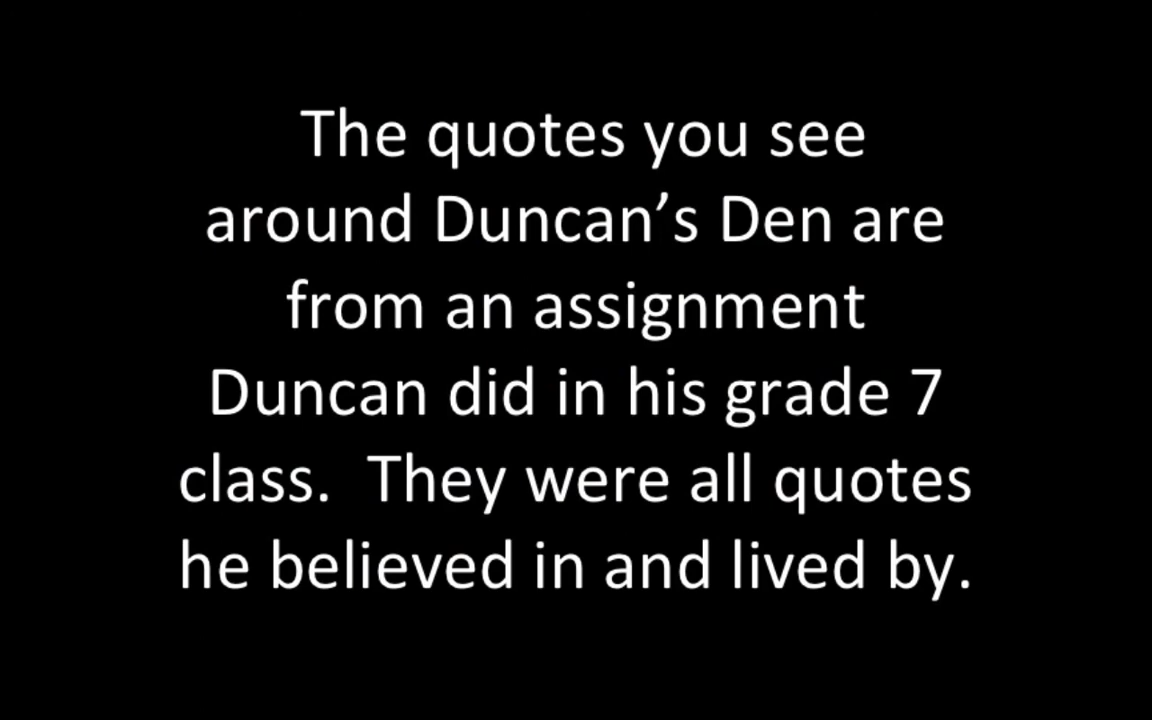 The quotes you see
around Duncan’s Den are
from an assignment
Duncan did in his grade 7
class.  They were all quotes
he believed in and lived by.